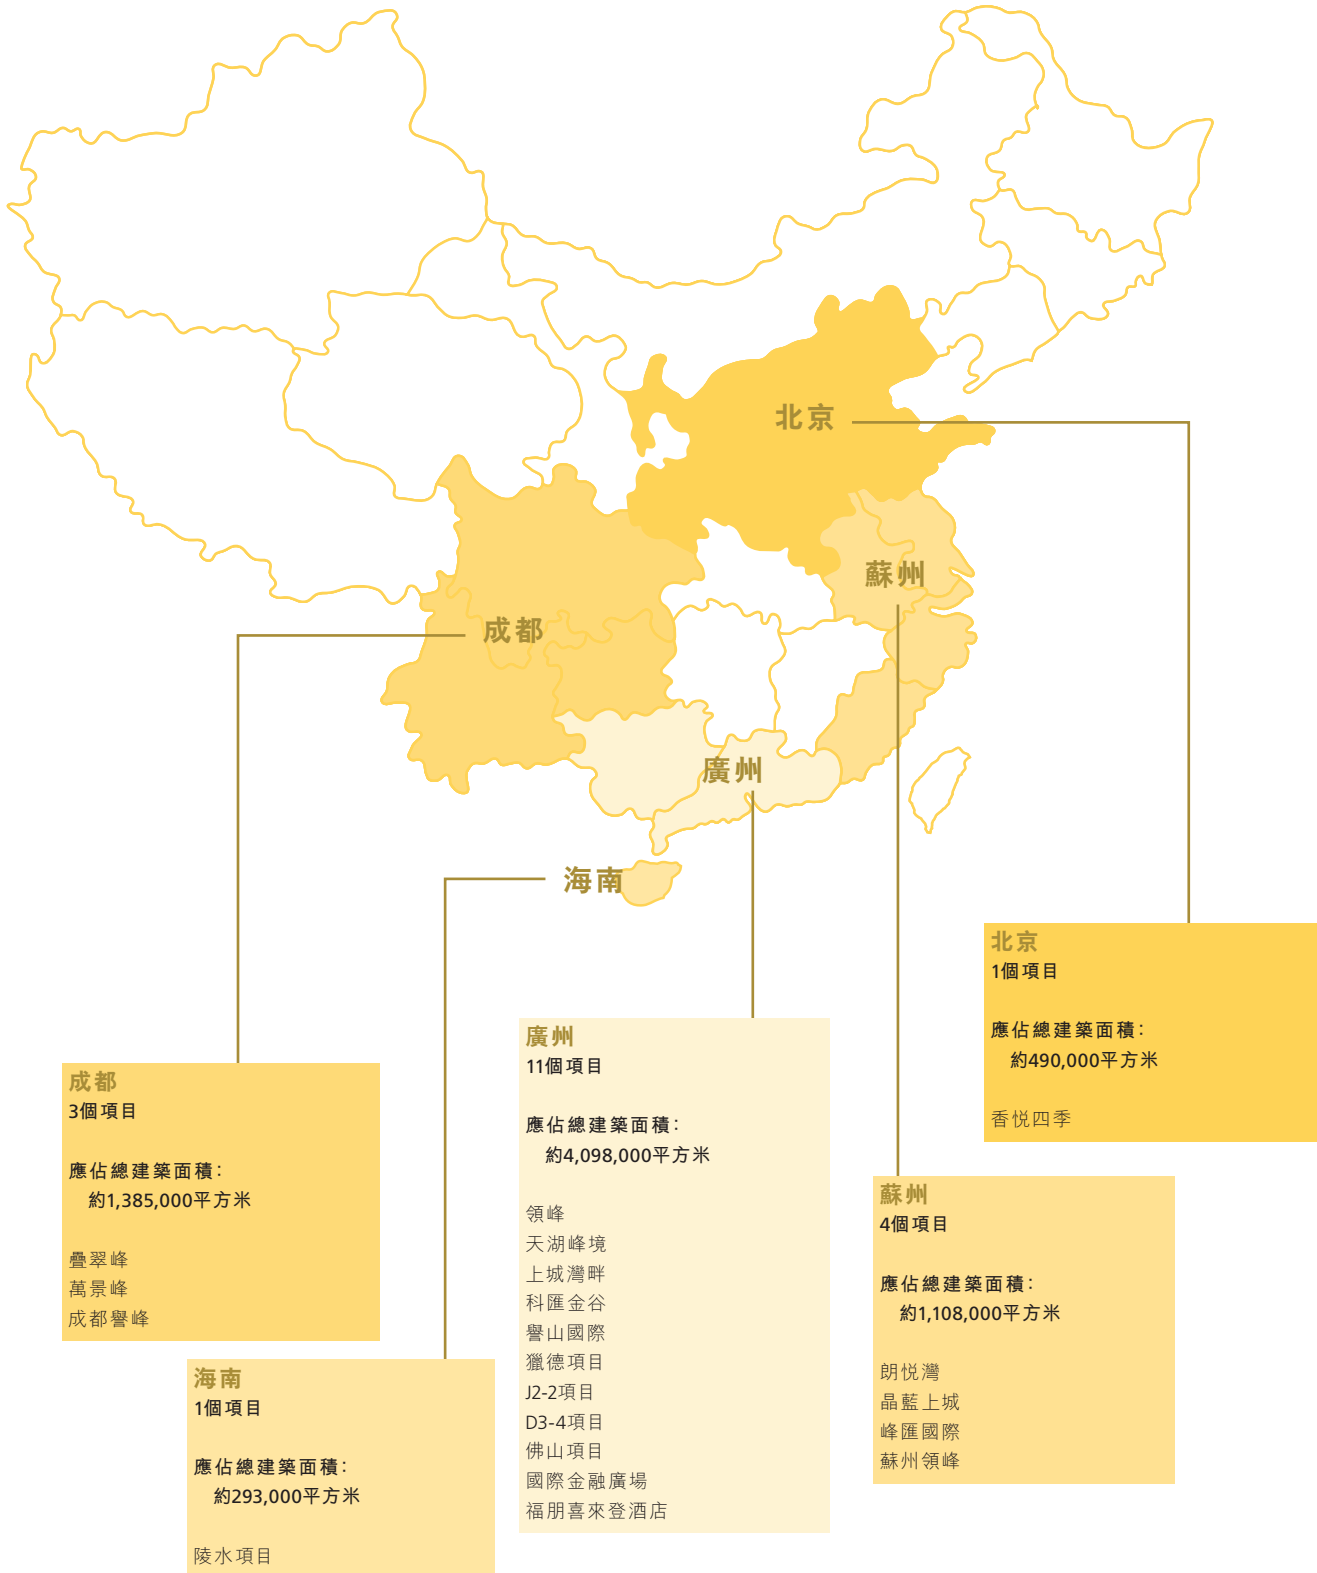 北京
蘇州
成都
廣州
海南
北京
1個項目
應佔總建築面積：
約490,000平方米
香悦四季
廣州
11個項目
應佔總建築面積：
約4,098,000平方米
領峰
天湖峰境
上城灣畔
科匯金谷
譽山國際
獵德項目
J2-2項目
D3-4項目
佛山項目
國際金融廣場
福朋喜來登酒店
成都
3個項目
應佔總建築面積：
約1,385,000平方米
疊翠峰
萬景峰
成都譽峰
蘇州
4個項目
應佔總建築面積：
約1,108,000平方米
朗悦灣
晶藍上城
峰匯國際
蘇州領峰
海南
1個項目
應佔總建築面積：
約293,000平方米
陵水項目